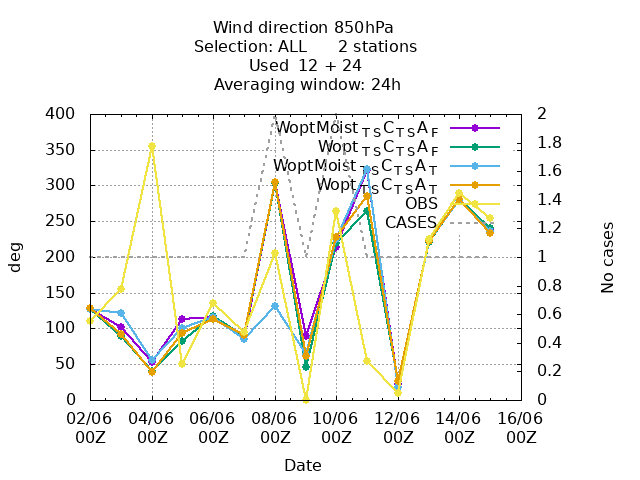 Wind direction 850hPa
Selection: ALL 2 stations
Used 12 + 24
Averaging window: 24h
400
350
300
250
200
150
100
50
0
deg
2
1.8
1.6
1.4
1.2
1
0.8
0.6
0.4
0.2
0
No cases
WoptMoist TS C TS A F
Wopt TS C TS A F
WoptMoist TS C TS A T
Wopt TS C TS A T
OBS
CASES
02/06 04/06 06/06 08/06 10/06 12/06 14/06 16/06
00Z 00Z 00Z 00Z 00Z 00Z 00Z 00Z
Date